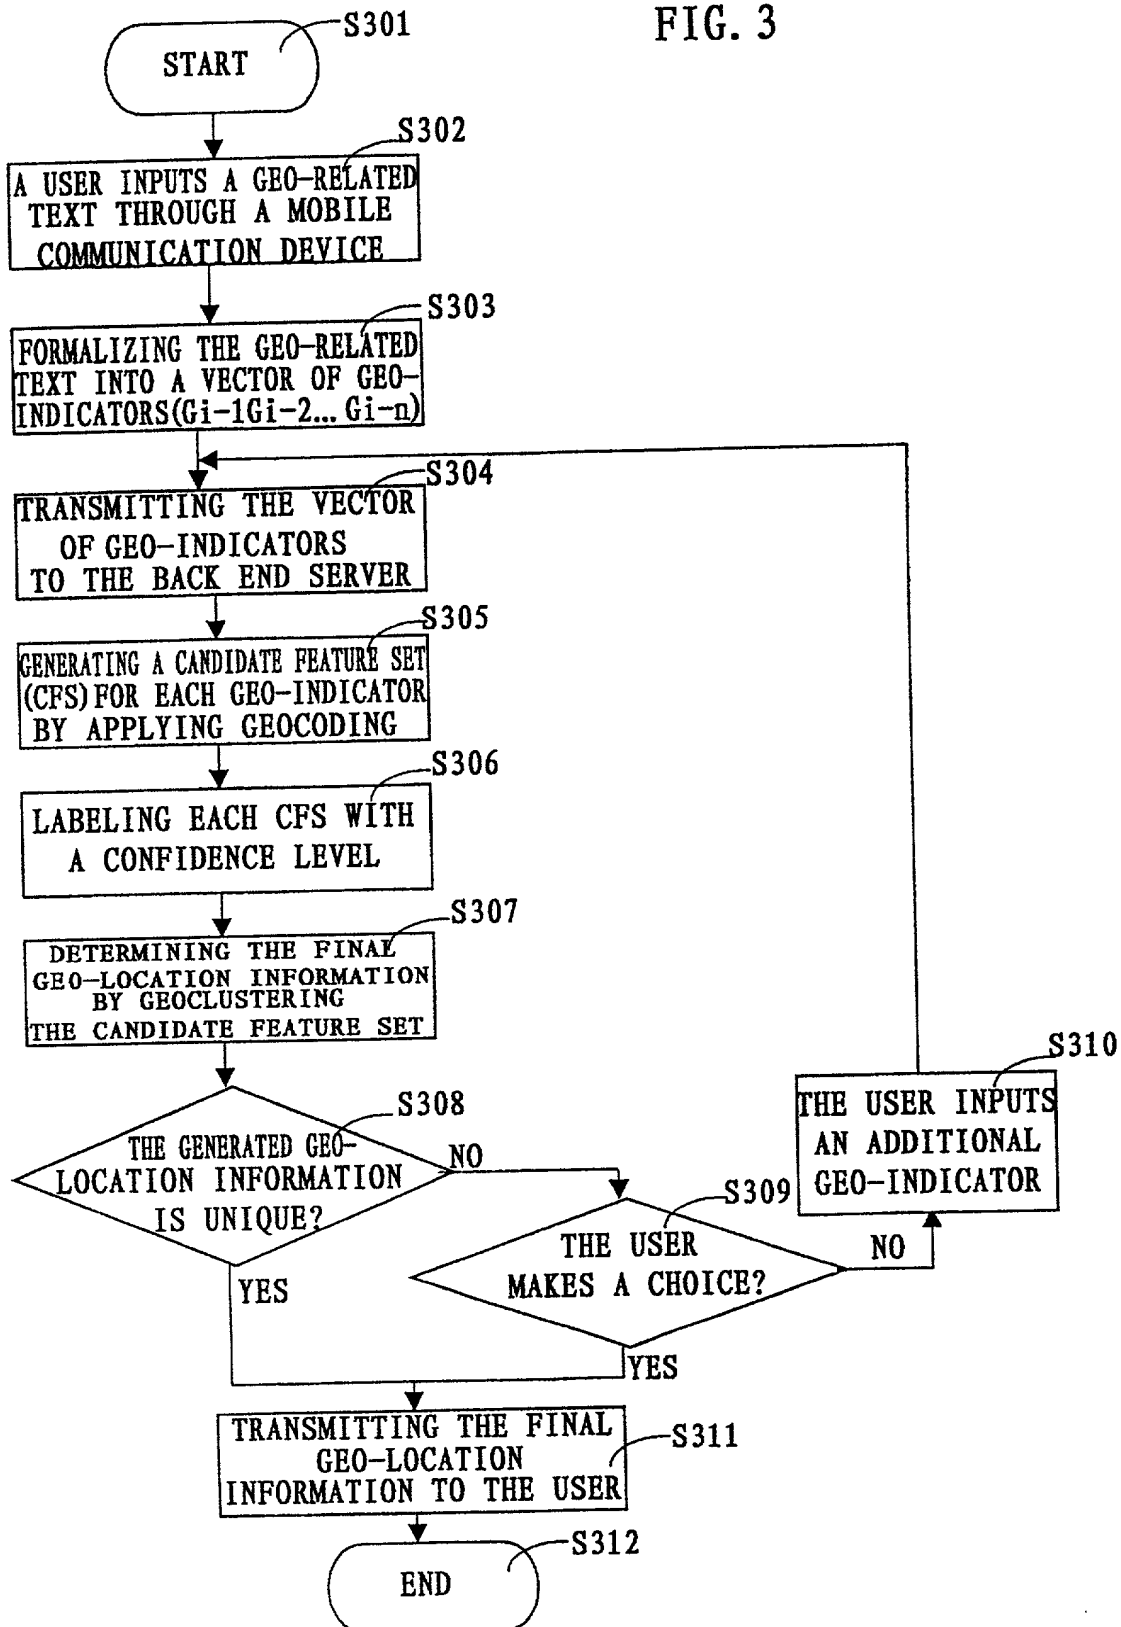 FIG. 3
S301
START
S302
A USER INPUTS A GEO-RELATED
TEXT THROUGH A MOBILE
COMMUNICATION DEVICE
S303
FORMALIZING THE GEO-RELATED
TEXT INTO A VECTOR OF GEO-
INDICATORS(Gi-1Gi-2... Gi-n)
S304
TRANSMITTING THE VECTOR
OF GEO-INDICATORS
TO THE BACK END SERVER
S305
GENERATING A CANDIDATE FEATURE SET
(CFS) FOR EACH GEO-INDICATOR
BY APPLYING GEOCODING
S306
LABELING EACH CFS WITH
A CONFIDENCE LEVEL
S307
DETERMINING THE FINAL
GEO-LOCATION INFORMATION
BY GEOCLUSTERING
THE CANDIDATE FEATURE SET
S308
THE GENERATED GEO-
LOCATION INFORMATION
IS UNIQUE?
NO
YES
S309
THE USER
MAKES A CHOICE?
NO
YES
S310
THE USER INPUTS
AN ADDITIONAL
GEO-INDICATOR
S311
TRANSMITTING THE FINAL
GEO-LOCATION
INFORMATION TO THE USER
S312
END